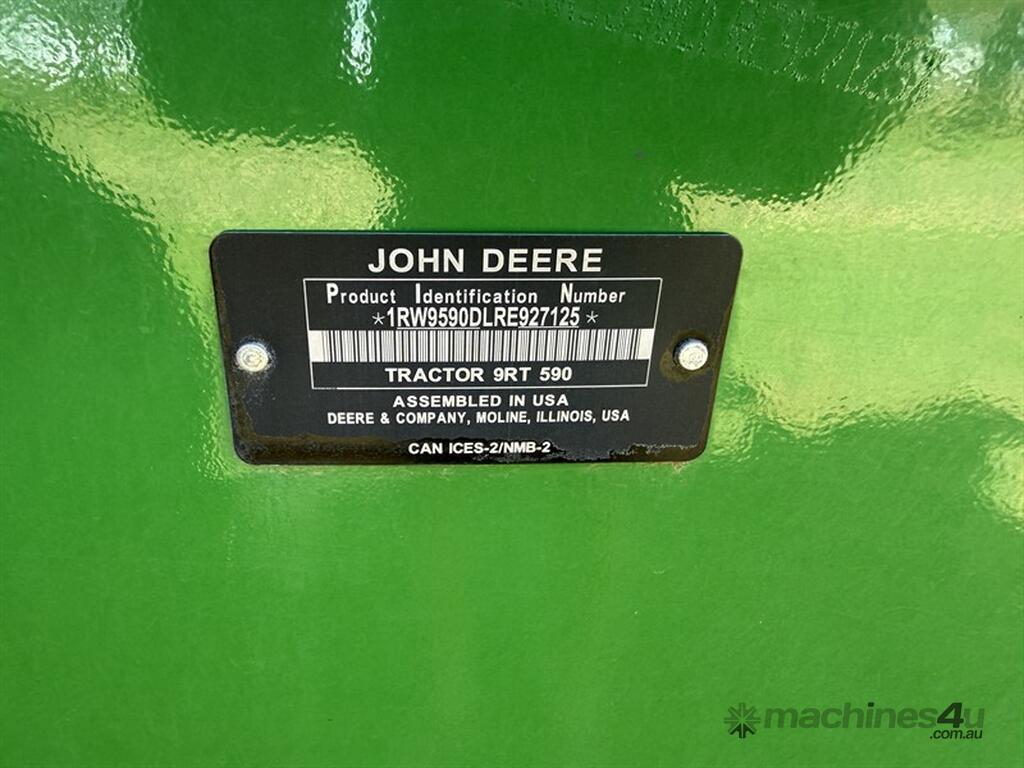 JOHN DEERE
Product Identification Number
*1RW9590DLRE927125*
TRACTOR 9RT 590
ASSEMBLED IN USA
DEERE & COMPANY, MOLINE, ILLINOIS, USA
CAN ICES-2/NMB-2
machines4u
.com.au